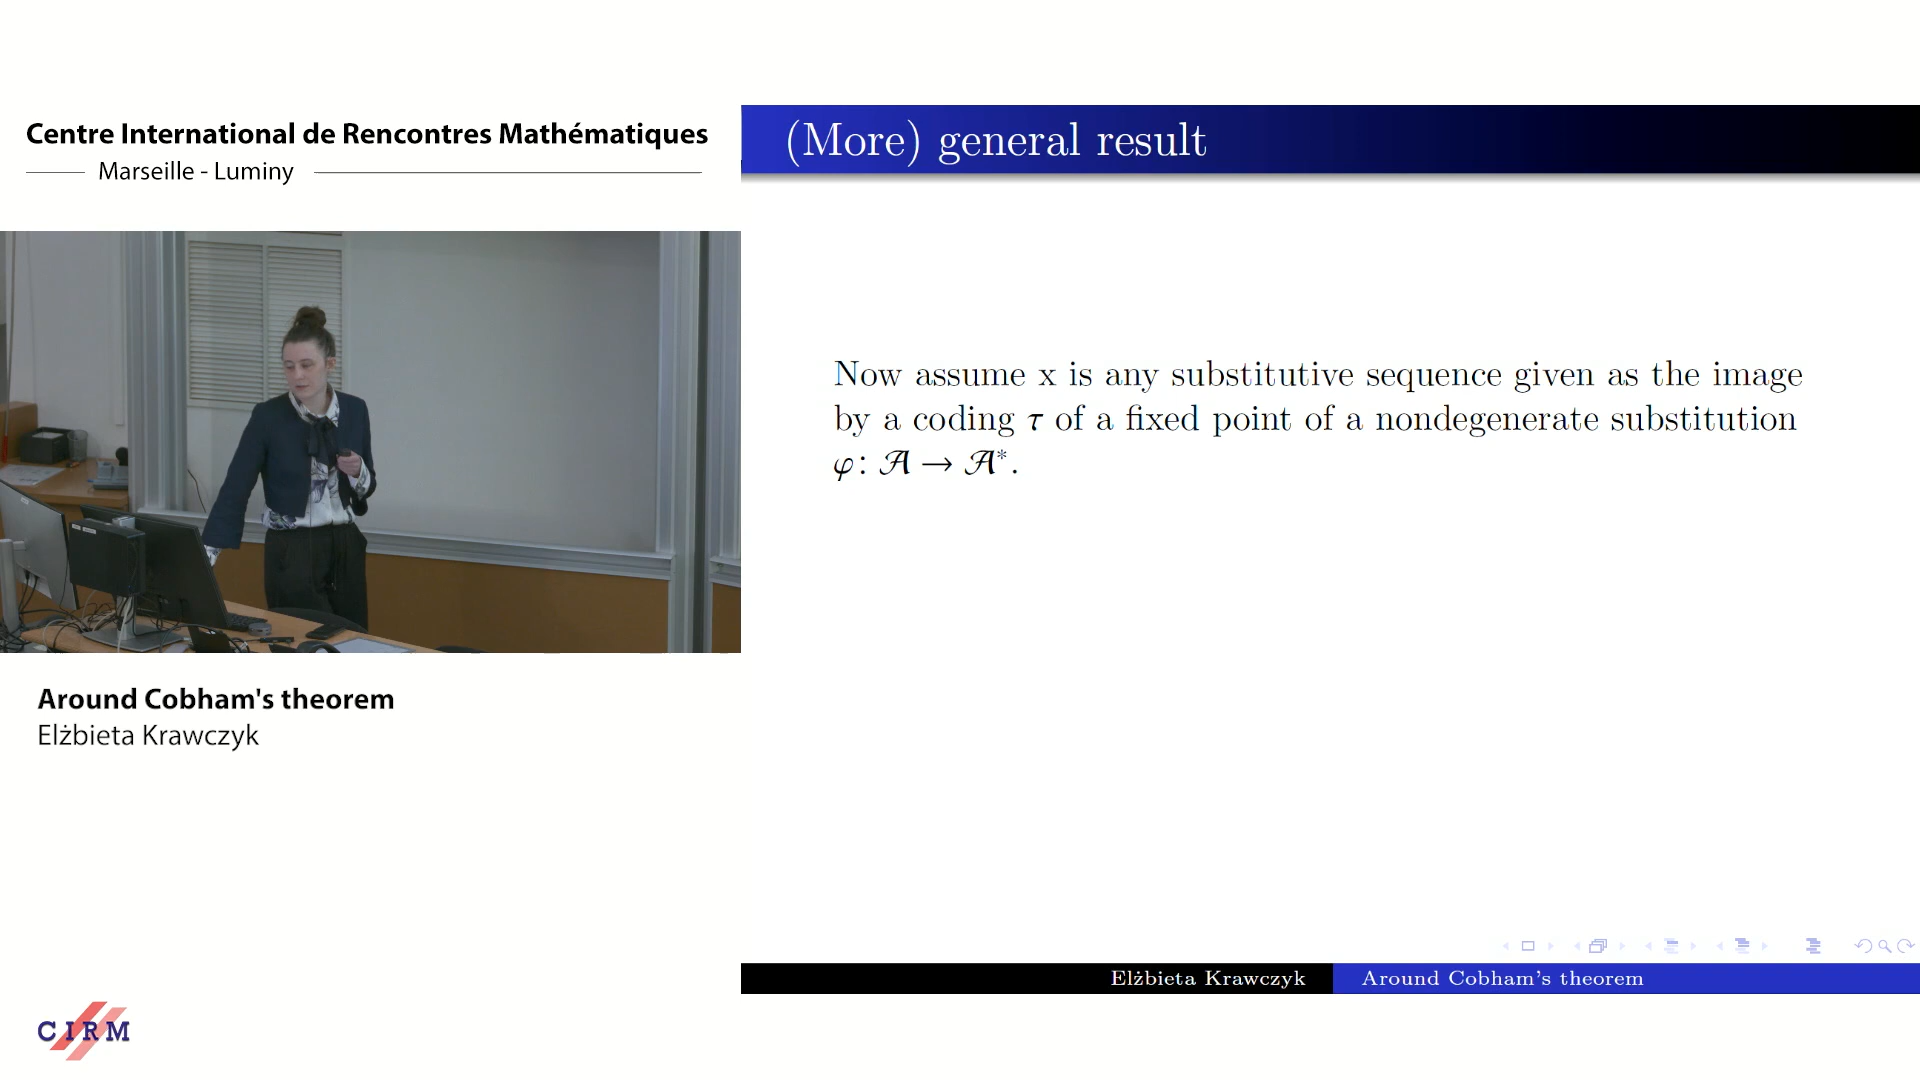 Centre International de Rencontres Mathématiques
Marseille - Luminy
(More) general result
Now assume x is any substitutive sequence given as the image
by a coding τ of a fixed point of a nondegenerate substitution
φ: 𝒜 → 𝒜*.
Around Cobham's theorem
Elżbieta Krawczyk
Elżbieta Krawczyk Around Cobham's theorem
CIRM